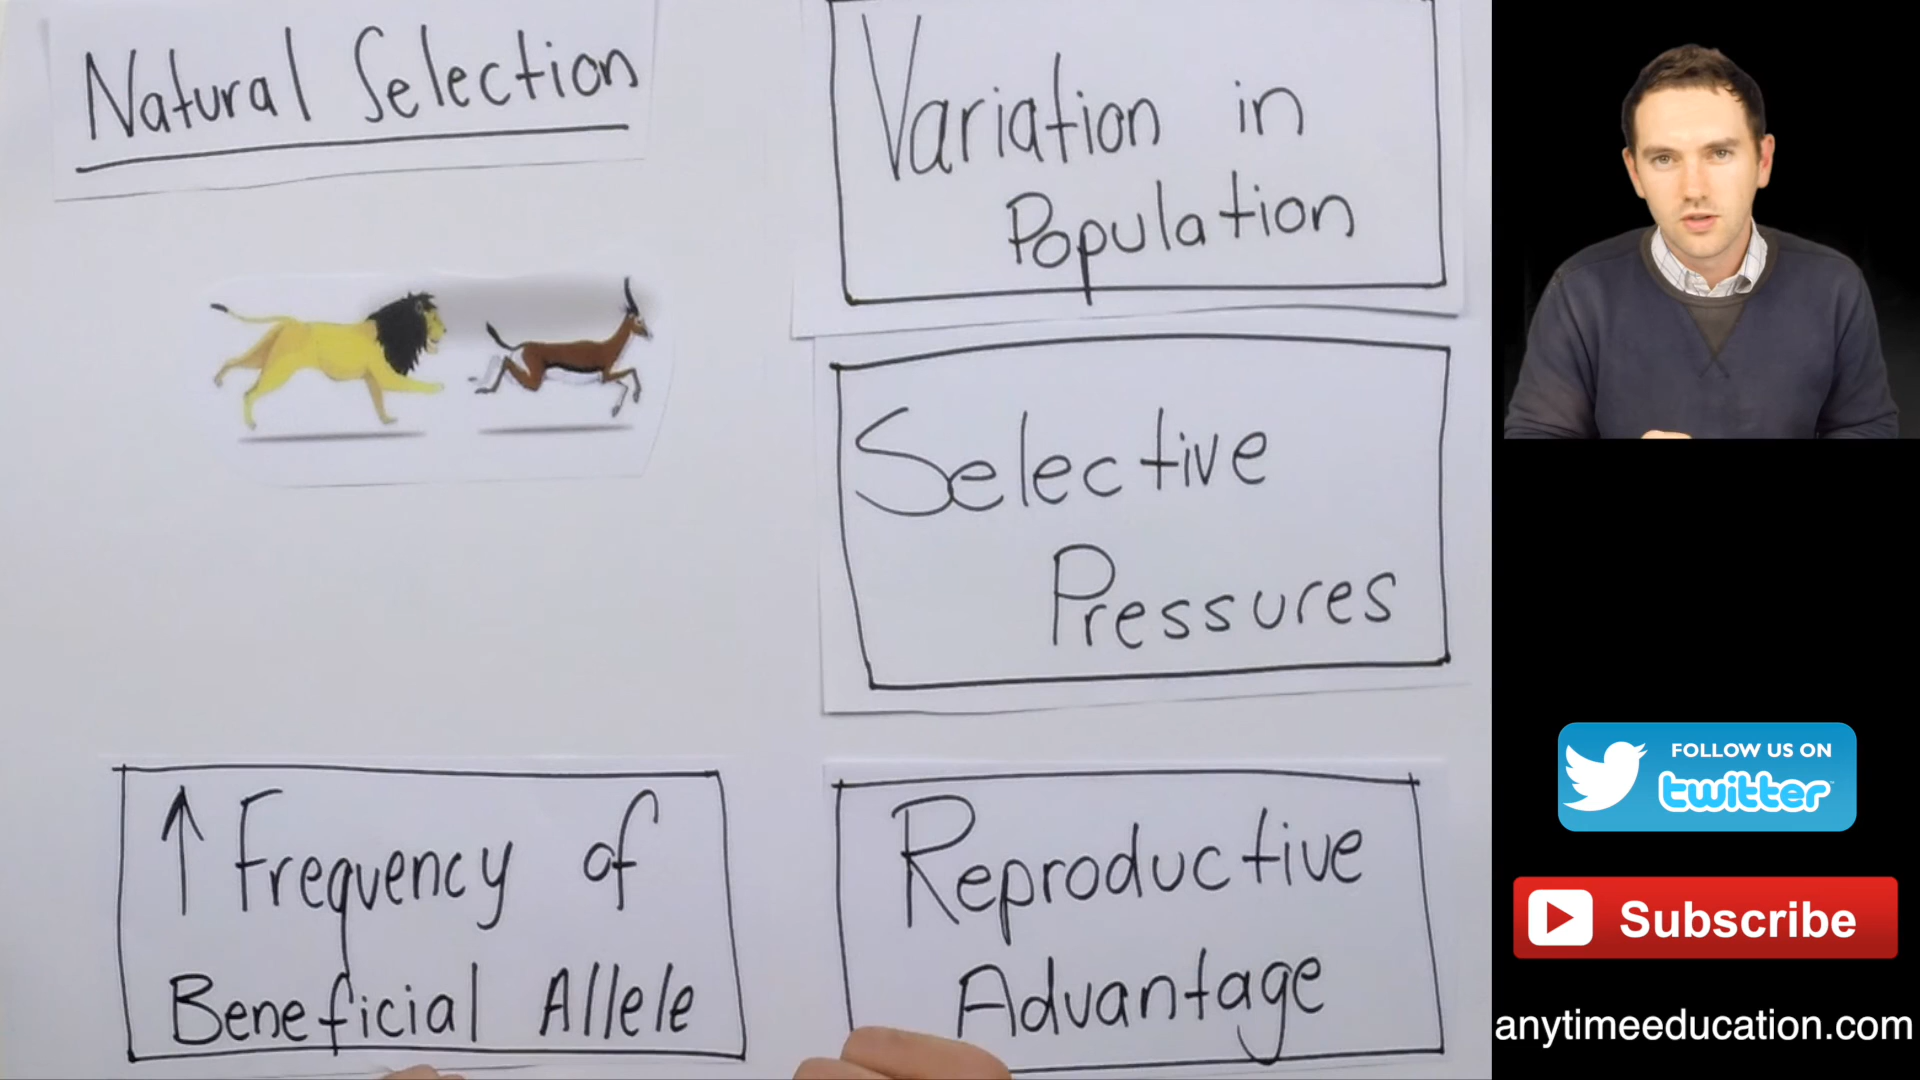 Natural Selection
Variation in
Population
Selective
Pressures
↑ Frequency of
Beneficial Allele
Reproductive
Advantage
FOLLOW US ON
twitter
Subscribe
anytimeeducation.com